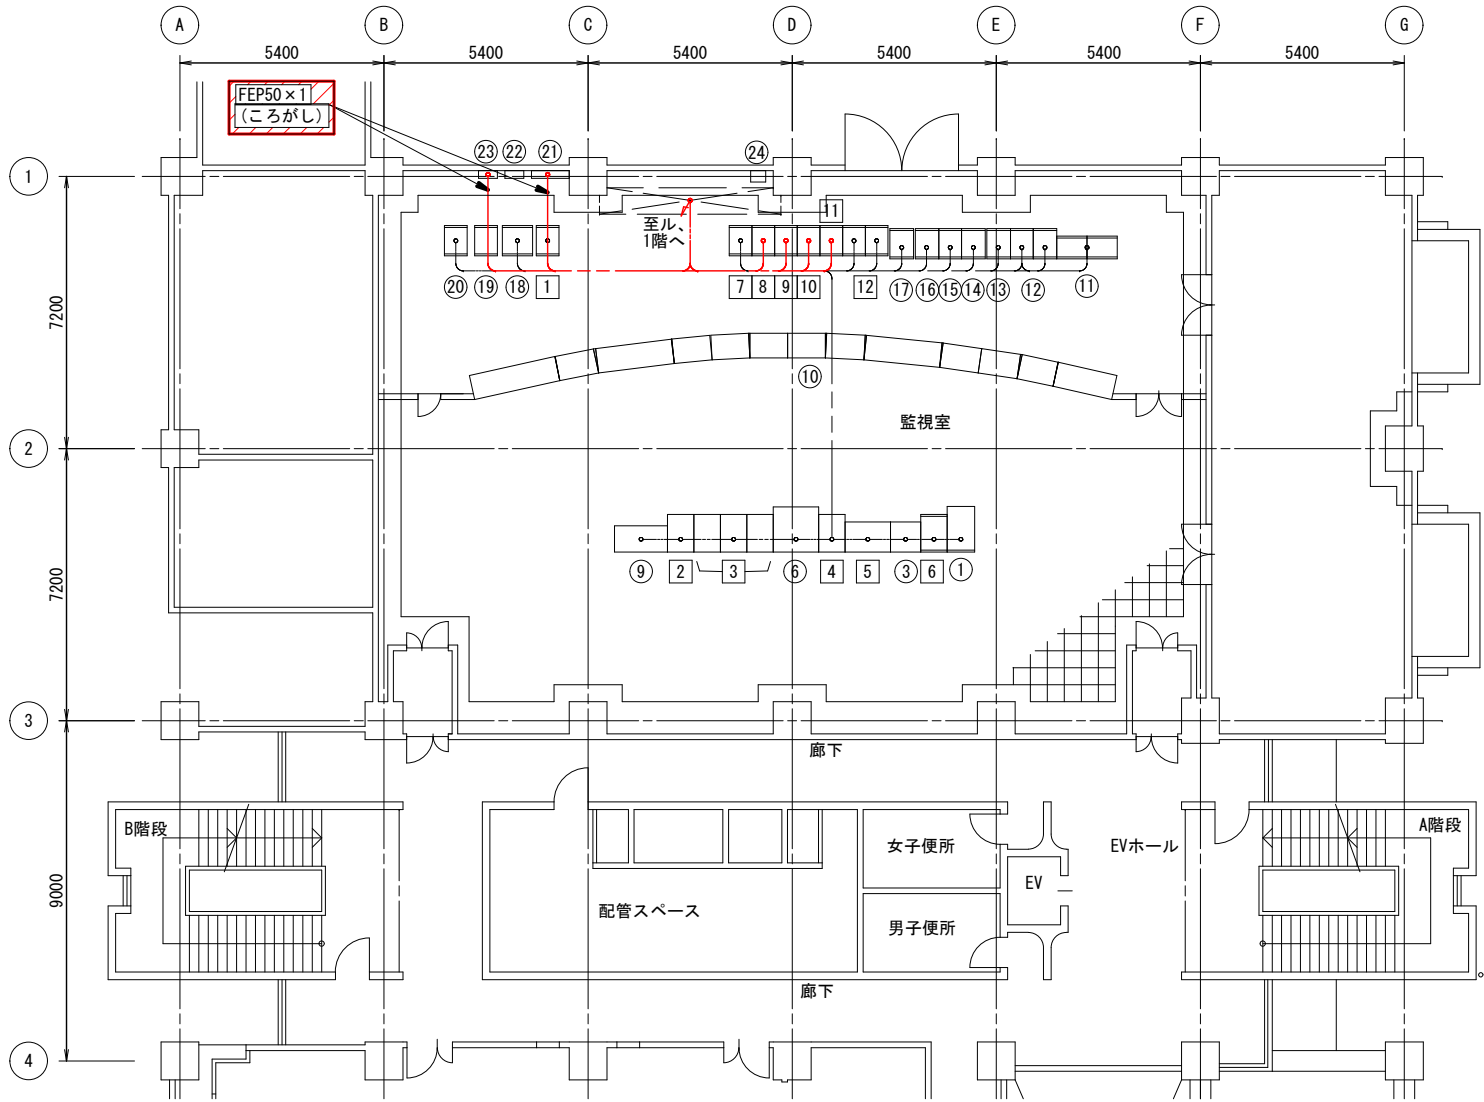 A B C D E F G
5400 5400 5400 5400 5400 5400
FEP50×1
(ころがし)
23 22 21 24
1
11
至ル、
1階へ
20 19 18 1 7 8 9 10 12 17 16 15 14 13 12 11
7200
10
監視室
2
7200
9 2 3 6 4 5 3 6 1
3
廊下
B階段 A階段
女子便所 EVホール
EV
9000
配管スペース
男子便所
廊下
4